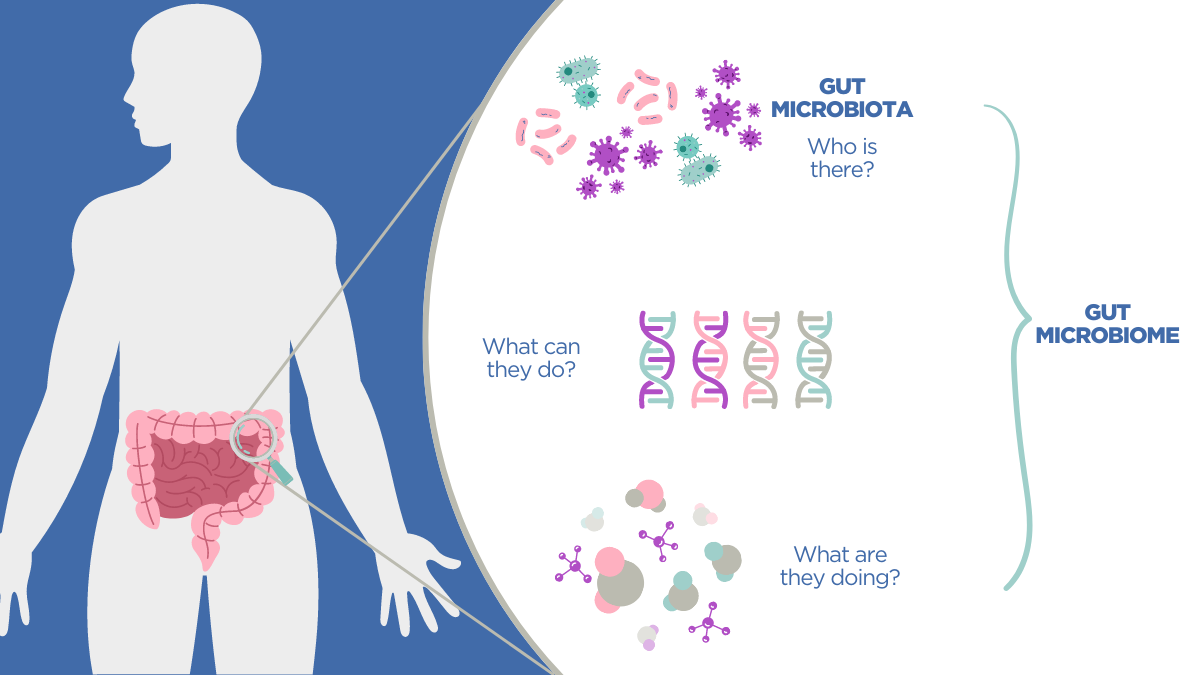 GUT
MICROBIOTA
Who is
there?
What can
they do?
GUT
MICROBIOME
What are
they doing?